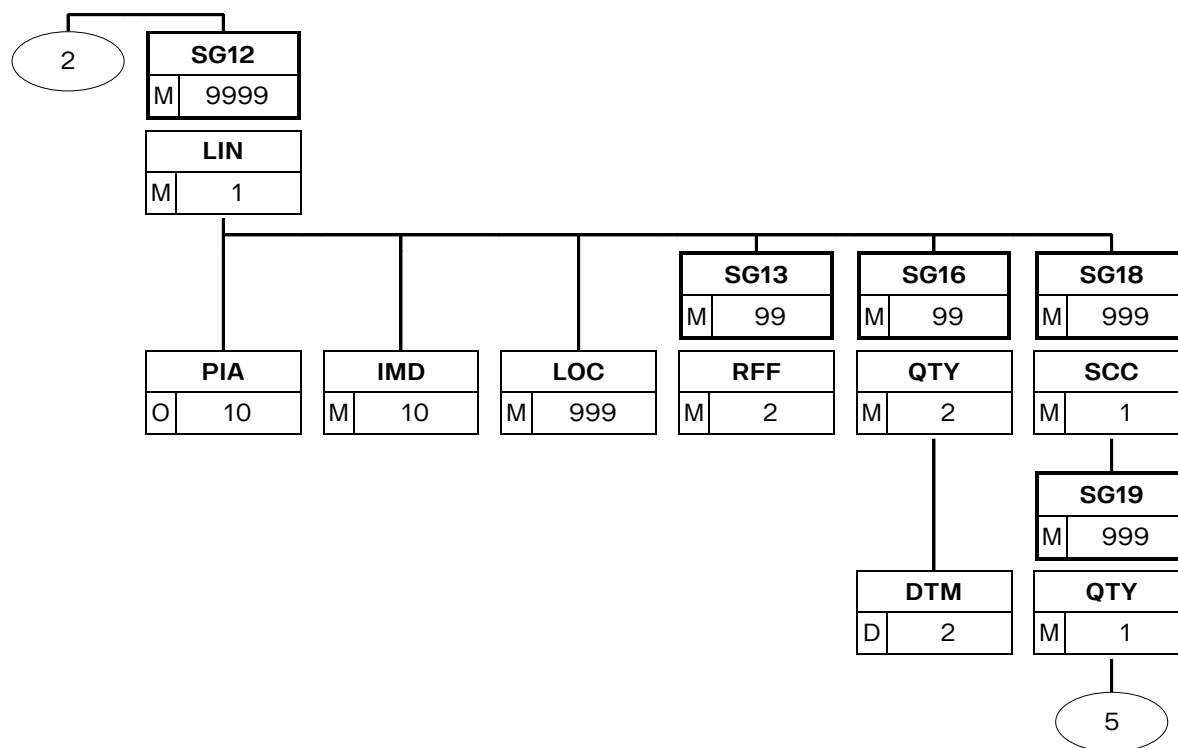 2
SG12
M 9999
LIN
M 1
SG13 SG16 SG18
M 99 M 99 M 999
PIA IMD LOC RFF QTY SCC
O 10 M 10 M 999 M 2 M 2 M 1
SG19
M 999
DTM QTY
D 2 M 1
5